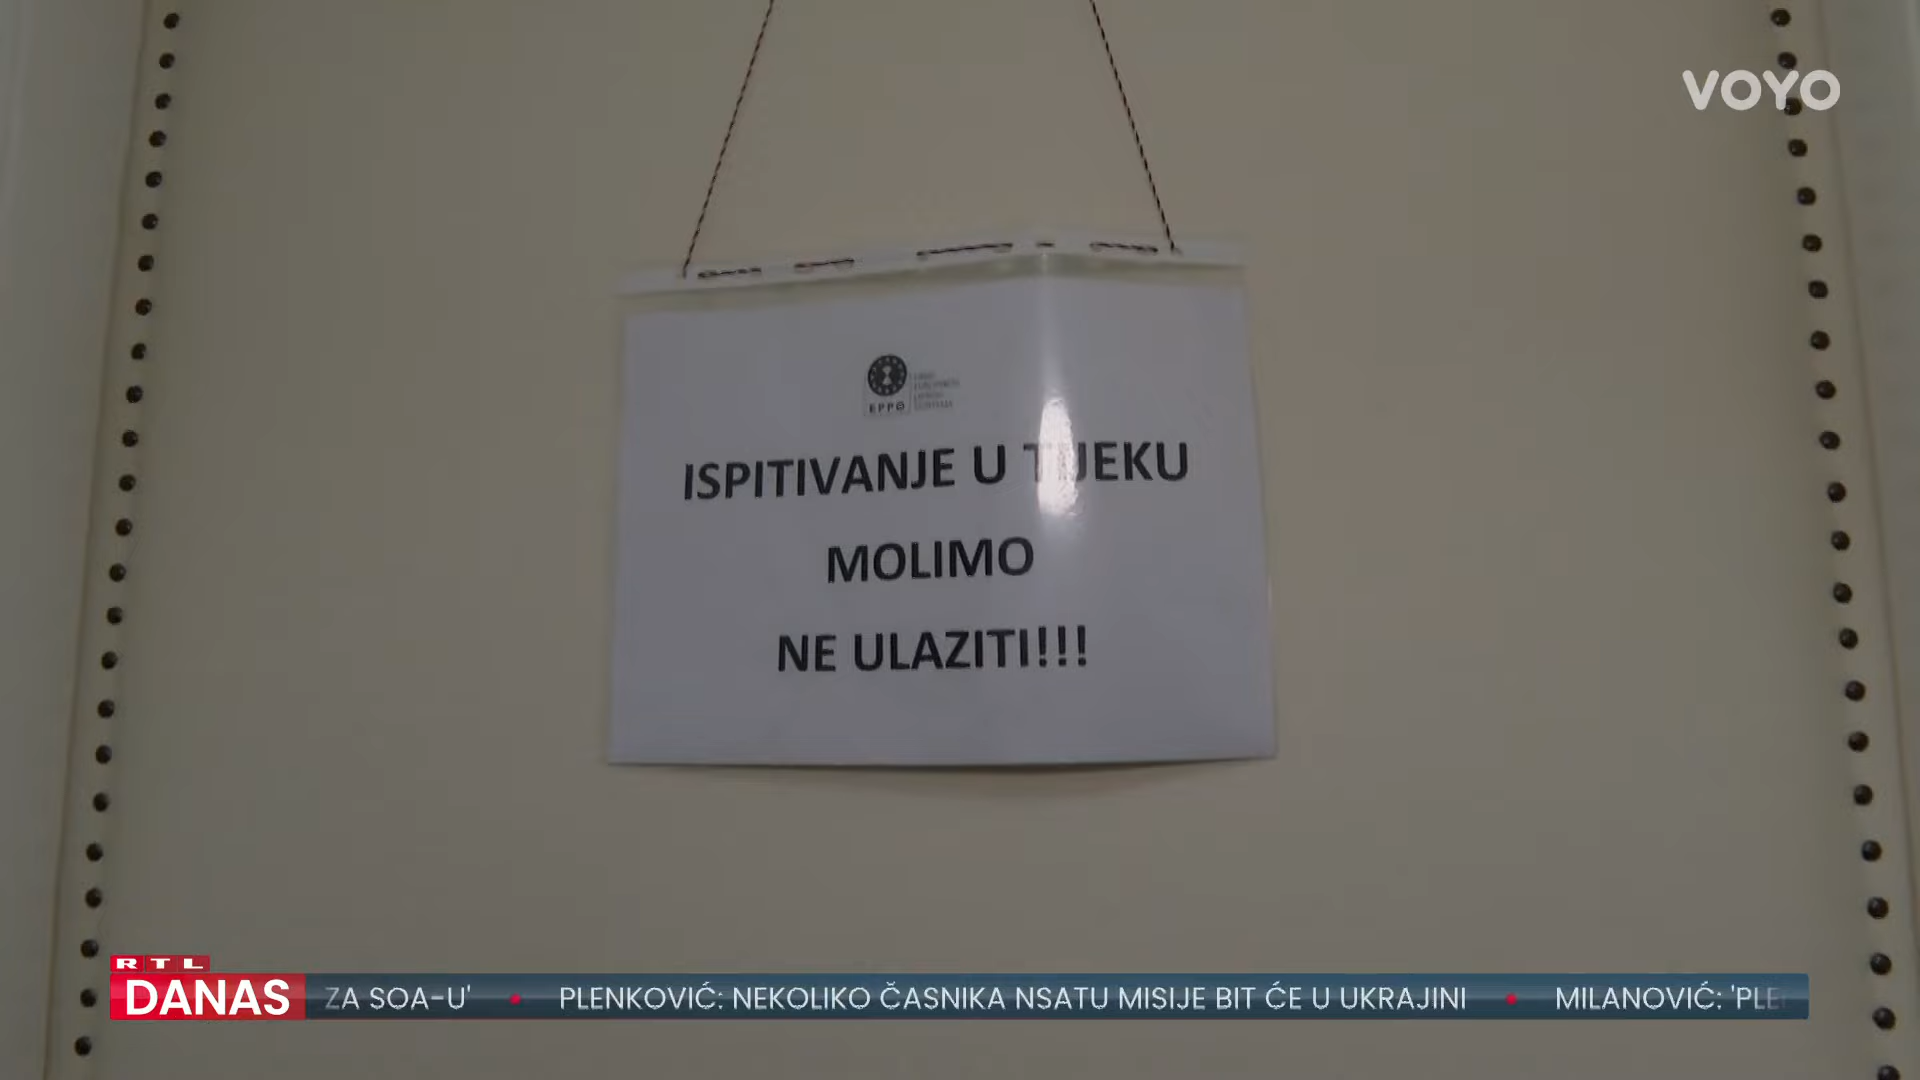 VOYO
EPPO
ISPITIVANJE U TIJEKU
MOLIMO
NE ULAZITI!!!
RTL
DANAS
ZA SOA-U' • PLENKOVIĆ: NEKOLIKO ČASNIKA NSATU MISIJE BIT ĆE U UKRAJINI • MILANOVIĆ: 'PLE